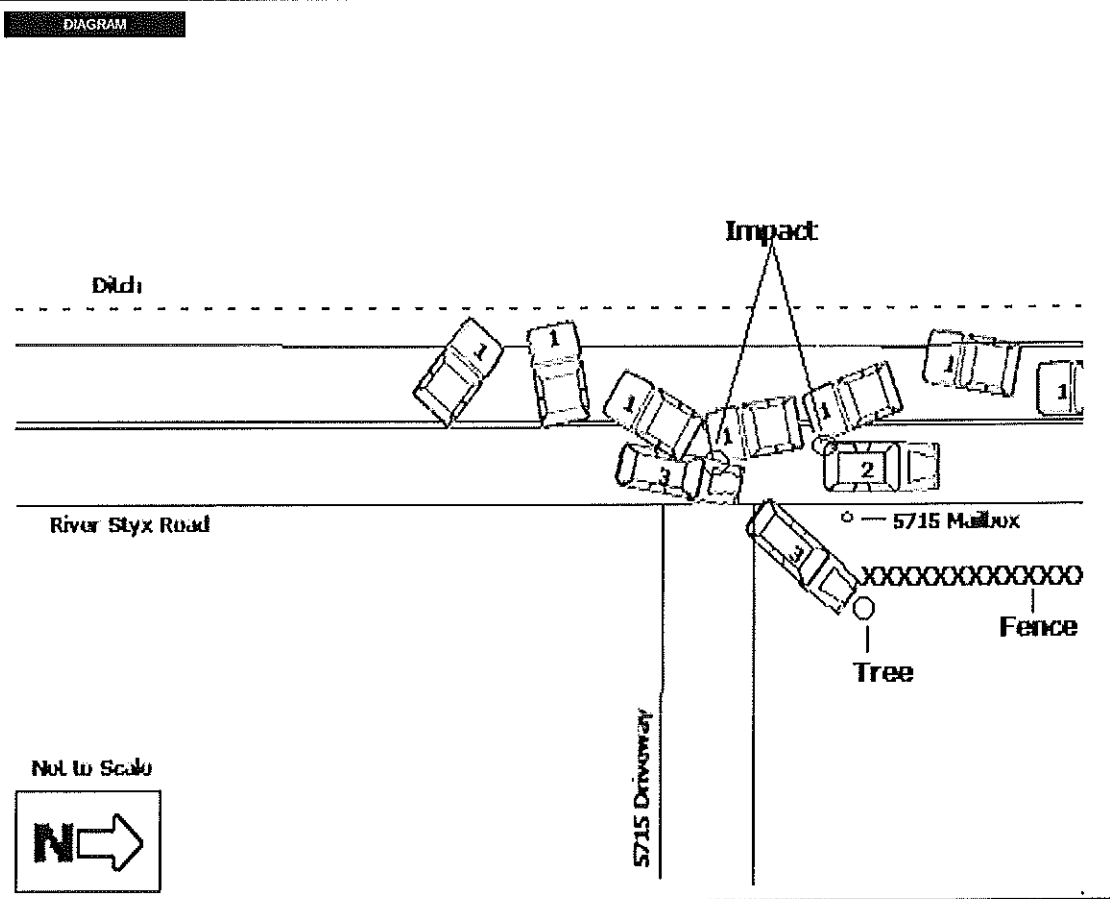 DIAGRAM
Impact
Ditch
1
1
1
1
1
1
1
3
2
River Styx Road
5715 Mailbox
3
XXXXXXXXXXXXX
Fence
Tree
5715 Driveway
Not to Scale
N